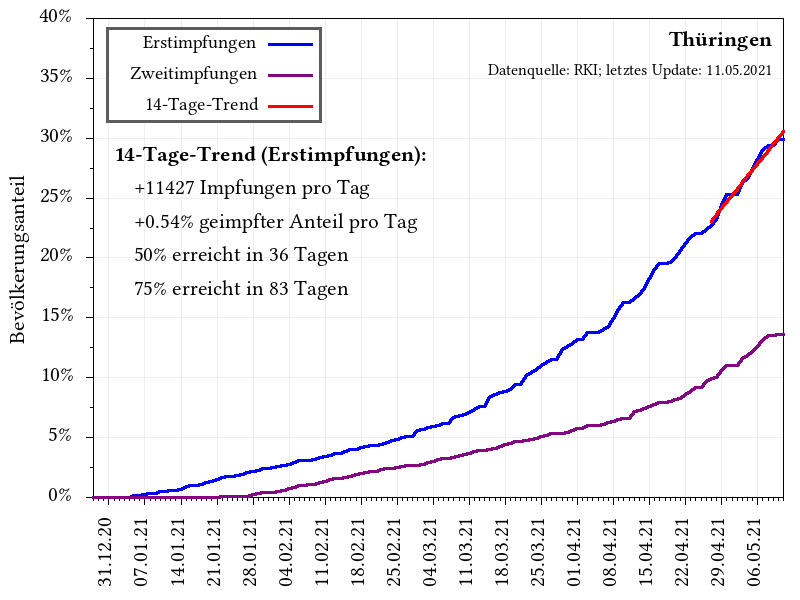 40%
35%
30%
25%
20%
15%
10%
5%
0%
Bevölkerungsanteil
Erstimpfungen
Zweitimpfungen
14-Tage-Trend
Thüringen
Datenquelle: RKI; letztes Update: 11.05.2021
14-Tage-Trend (Erstimpfungen):
+11427 Impfungen pro Tag
+0.54% geimpfter Anteil pro Tag
50% erreicht in 36 Tagen
75% erreicht in 83 Tagen
31.12.20
07.01.21
14.01.21
21.01.21
28.01.21
04.02.21
11.02.21
18.02.21
25.02.21
04.03.21
11.03.21
18.03.21
25.03.21
01.04.21
08.04.21
15.04.21
22.04.21
29.04.21
06.05.21